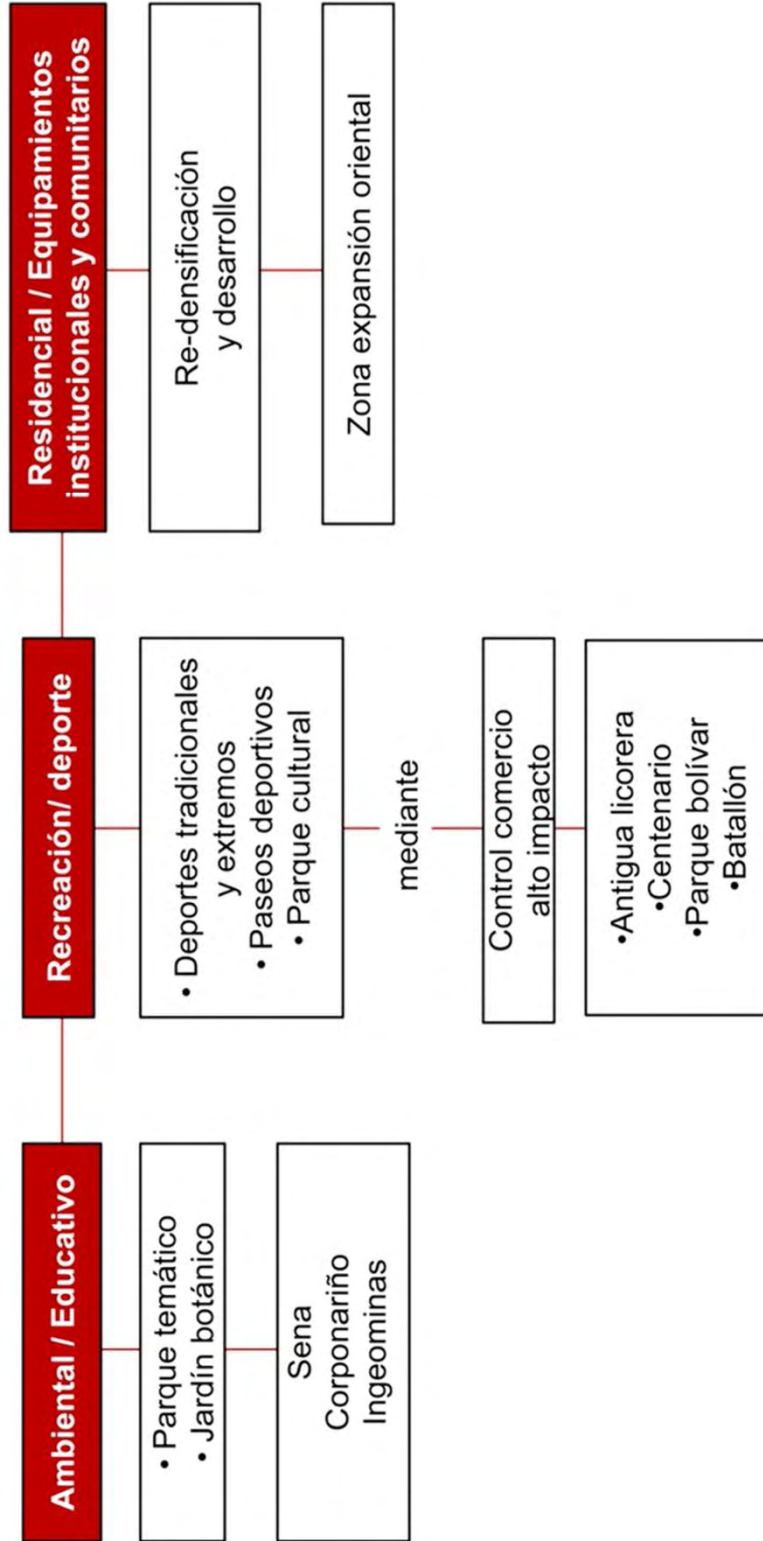 Ambiental / Educativo
• Parque temático
• Jardín botánico
Sena
Corponariño
Ingeominas
Recreación/ deporte
• Deportes tradicionales
y extremos
• Paseos deportivos
• Parque cultural
mediante
Control comercio
alto impacto
•Antigua licorera
•Centenario
•Parque bolívar
•Batallón
Residencial / Equipamientos
institucionales y comunitarios
Re-densificación
y desarrollo
Zona expansión oriental